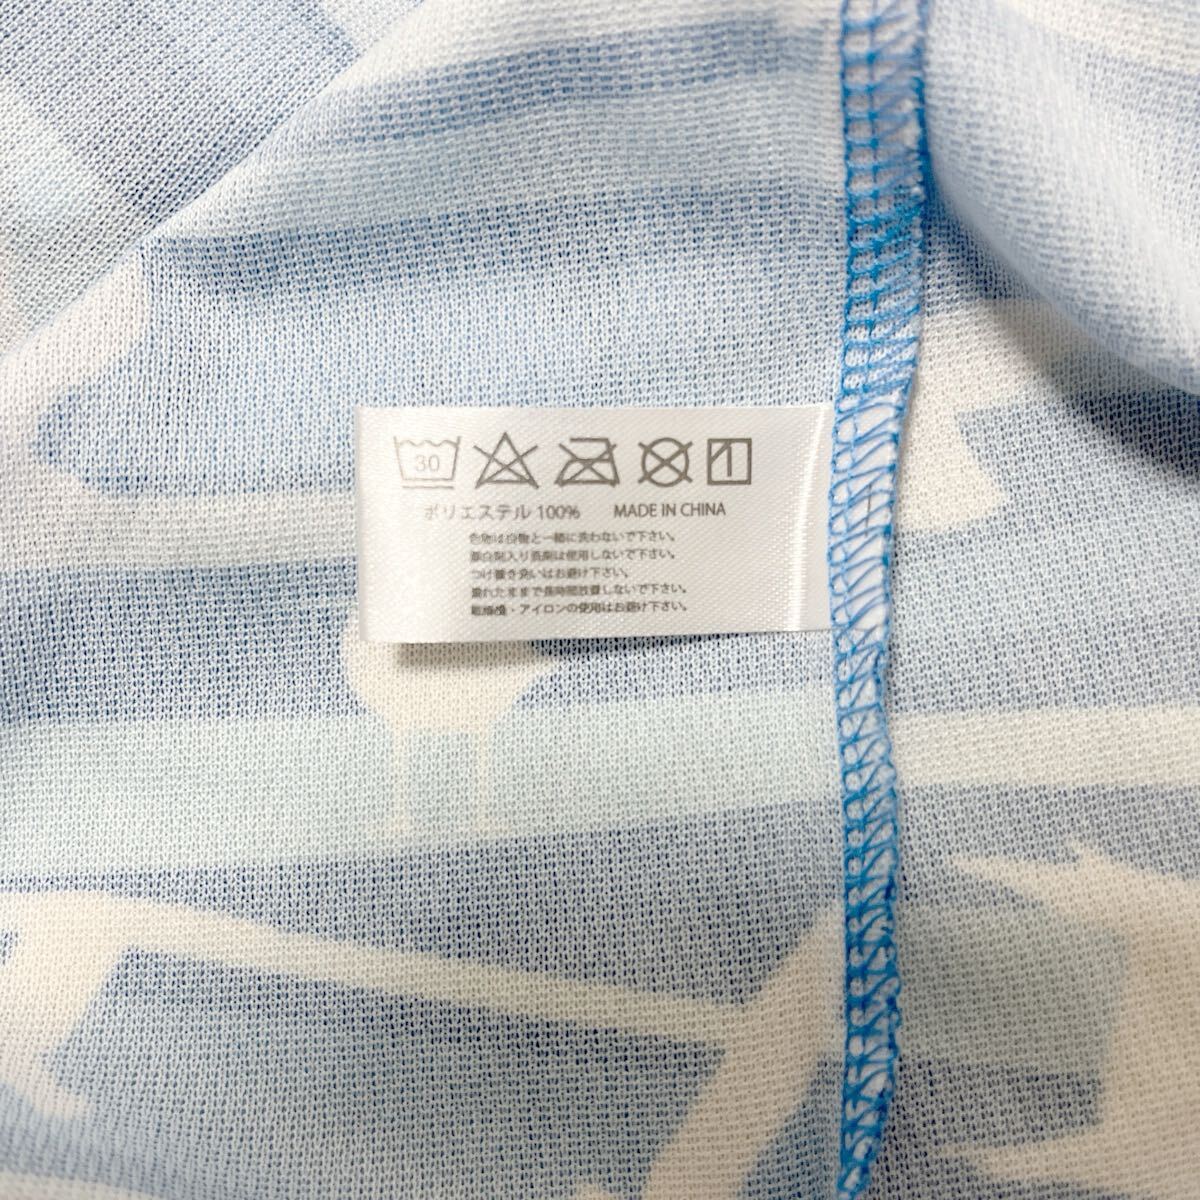 30
ポリエステル 100% MADE IN CHINA
色物は白物と一緒に洗わないで下さい。
漂白剤入り洗剤は使用しないで下さい。
つけ置き洗いはお避け下さい。
濡れたままで長時間放置しないで下さい。
乾燥機・アイロンの使用はお避け下さい。